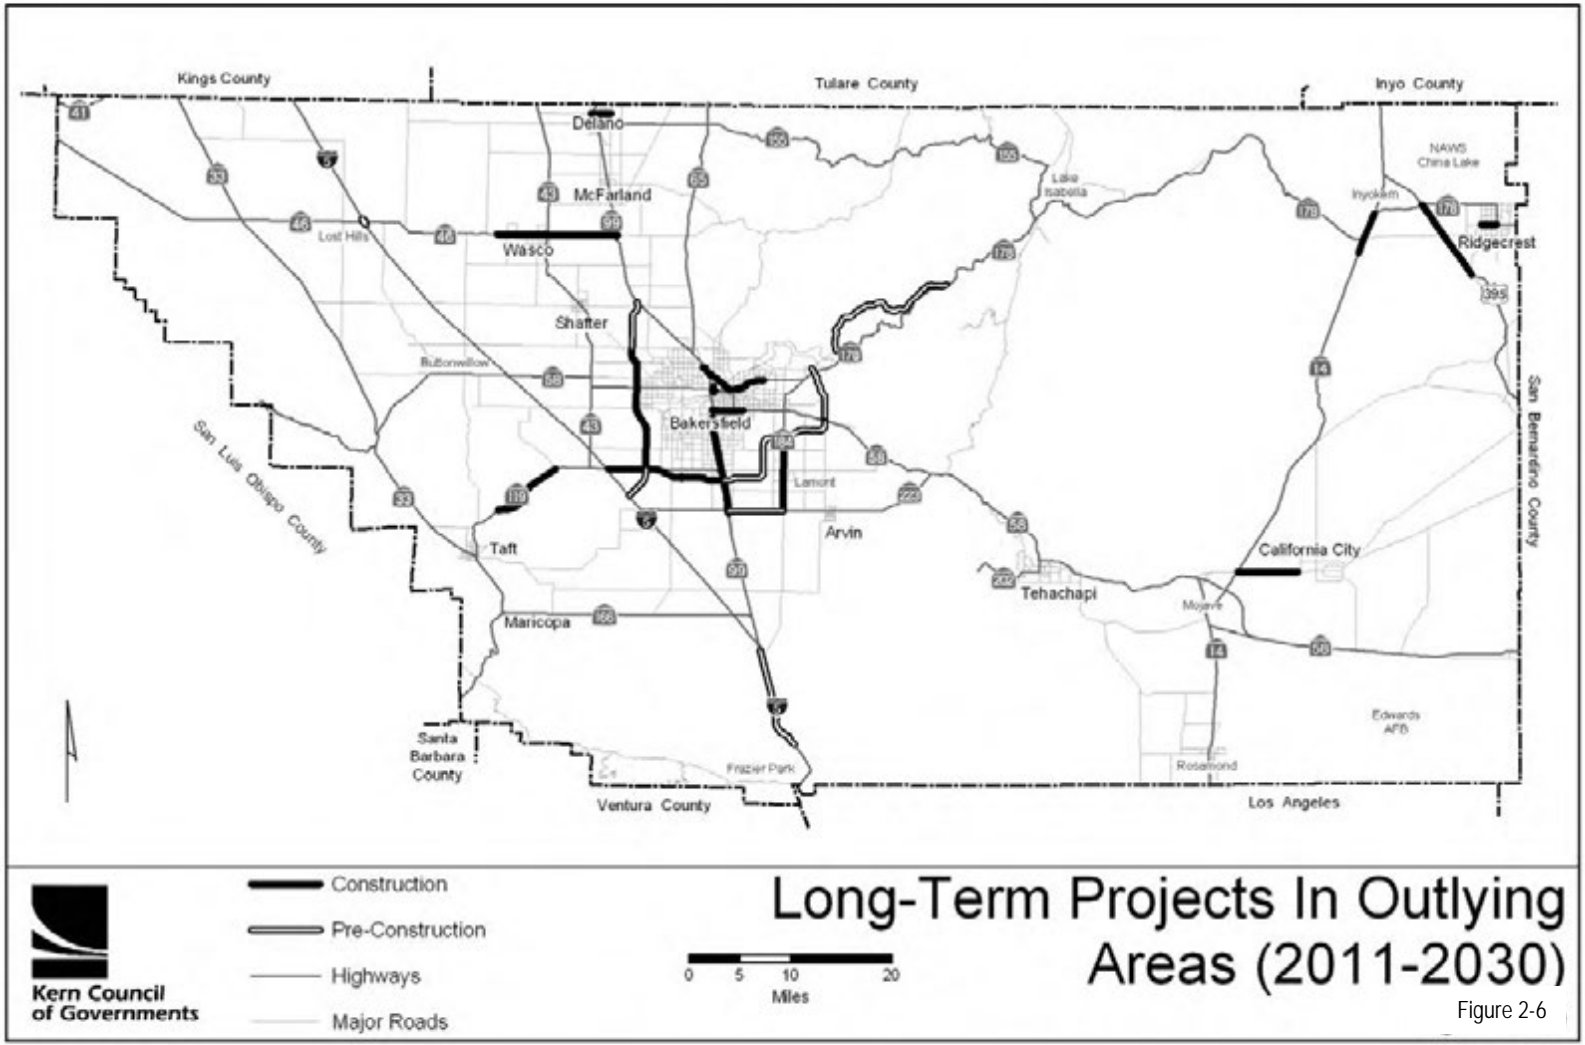 Kings County
Tulare County
Inyo County
41
Delano
155
155
NAWS
China Lake
5
33
43
65
Lake
Isabella
McFarland
Inyokern
178
178
46
46
99
Lost Hills
Wasco
178
Ridgecrest
395
Shafter
178
Buttonwillow
58
14
43
Bakersfield
184
58
San Luis Obispo County
San Bernardino County
119
33
Lamont
223
5
Arvin
58
Taft
California City
99
202
Tehachapi
Mojave
Maricopa
166
14
58
5
Edwards
AFB
Santa
Barbara
County
Frazier Park
Rosamond
Ventura County
Los Angeles
Construction
Pre-Construction
Highways
Major Roads
Kern Council
of Governments
0 5 10 20
Miles
Long-Term Projects In Outlying
Areas (2011-2030)
Figure 2-6